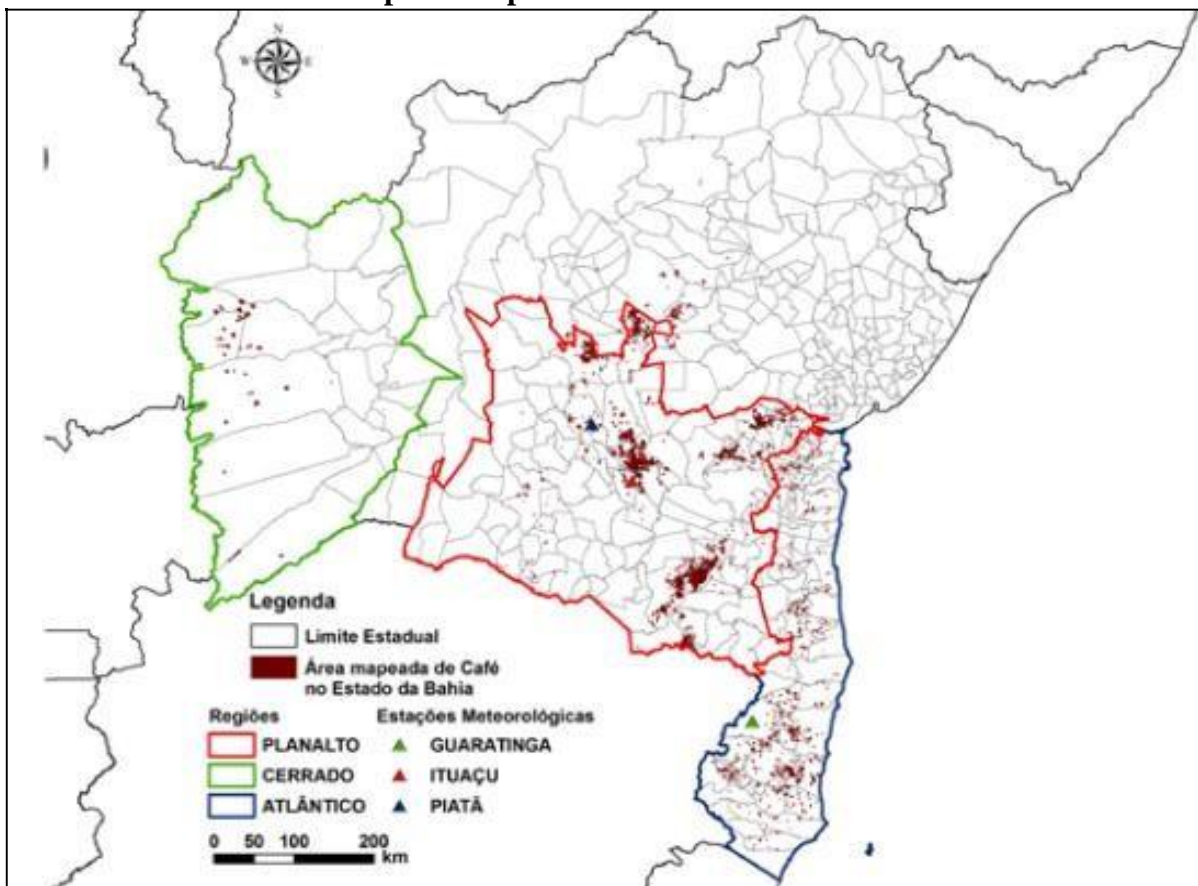 N
W E
S
Legenda
Limite Estadual
Área mapeada de Café
no Estado da Bahia
Regiões Estações Meteorológicas
PLANALTO GUARATINGA
CERRADO ITUAÇU
ATLÂNTICO PIATÃ
0 50 100 200
km